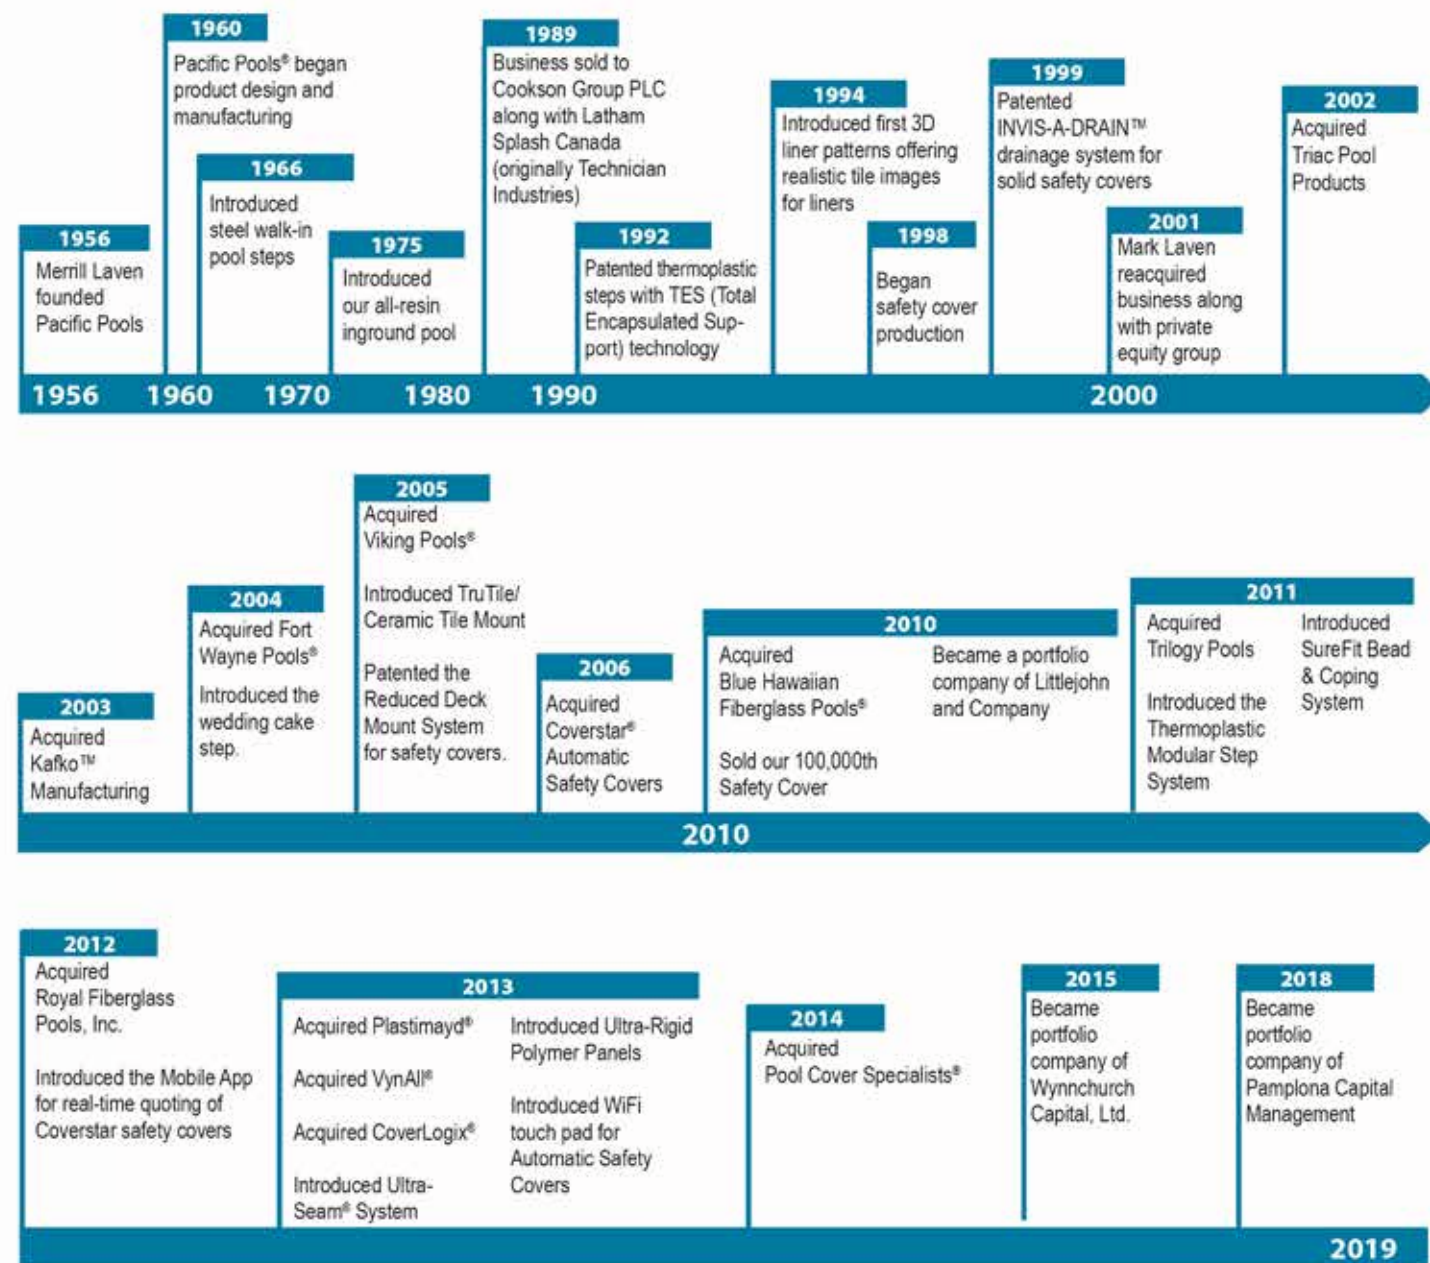 1956
Merrill Laven
founded
Pacific Pools
1960
Pacific Pools® began
product design and
manufacturing
1966
Introduced
steel walk-in
pool steps
1975
Introduced
our all-resin
inground pool
1989
Business sold to
Cookson Group PLC
along with Latham
Splash Canada
(originally Technician
Industries)
1992
Patented thermoplastic
steps with TES (Total
Encapsulated Sup-
port) technology
1994
Introduced first 3D
liner patterns offering
realistic tile images
for liners
1998
Began
safety cover
production
1999
Patented
INVIS-A-DRAIN™
drainage system for
solid safety covers
2001
Mark Laven
reacquired
business along
with private
equity group
2002
Acquired
Triac Pool
Products
1956 1960 1970 1980 1990 2000
2003
Acquired
Kafko™
Manufacturing
2004
Acquired Fort
Wayne Pools®
Introduced the
wedding cake
step.
2005
Acquired
Viking Pools®
Introduced TruTile/
Ceramic Tile Mount
Patented the
Reduced Deck
Mount System
for safety covers.
2006
Acquired
Coverstar®
Automatic
Safety Covers
2010
Acquired
Blue Hawaiian
Fiberglass Pools®
Sold our 100,000th
Safety Cover
Became a portfolio
company of Littlejohn
and Company
2011
Acquired
Trilogy Pools
Introduced the
Thermoplastic
Modular Step
System
Introduced
SureFit Bead
& Coping
System
2010
2012
Acquired
Royal Fiberglass
Pools, Inc.
Introduced the Mobile App
for real-time quoting of
Coverstar safety covers
2013
Acquired Plastimayd®
Acquired VynAll®
Acquired CoverLogix®
Introduced Ultra-
Seam® System
Introduced Ultra-Rigid
Polymer Panels
Introduced WiFi
touch pad for
Automatic Safety
Covers
2014
Acquired
Pool Cover Specialists®
2015
Became
portfolio
company of
Wynnchurch
Capital, Ltd.
2018
Became
portfolio
company of
Pamplona Capital
Management
2019